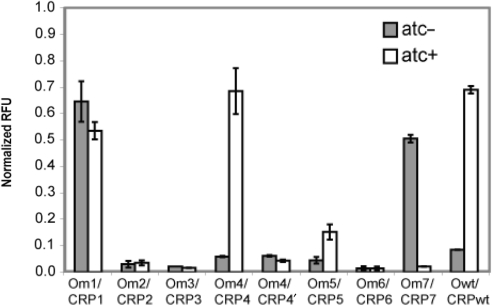 1.0
0.9
0.8
0.7
0.6
0.5
0.4
0.3
0.2
0.1
0.0
Normalized RFU
atc−
atc+
Om1/ Om2/ Om3/ Om4/ Om4/ Om5/ Om6/ Om7/ Owt/
CRP1 CRP2 CRP3 CRP4 CRP4′ CRP5 CRP6 CRP7 CRPwt